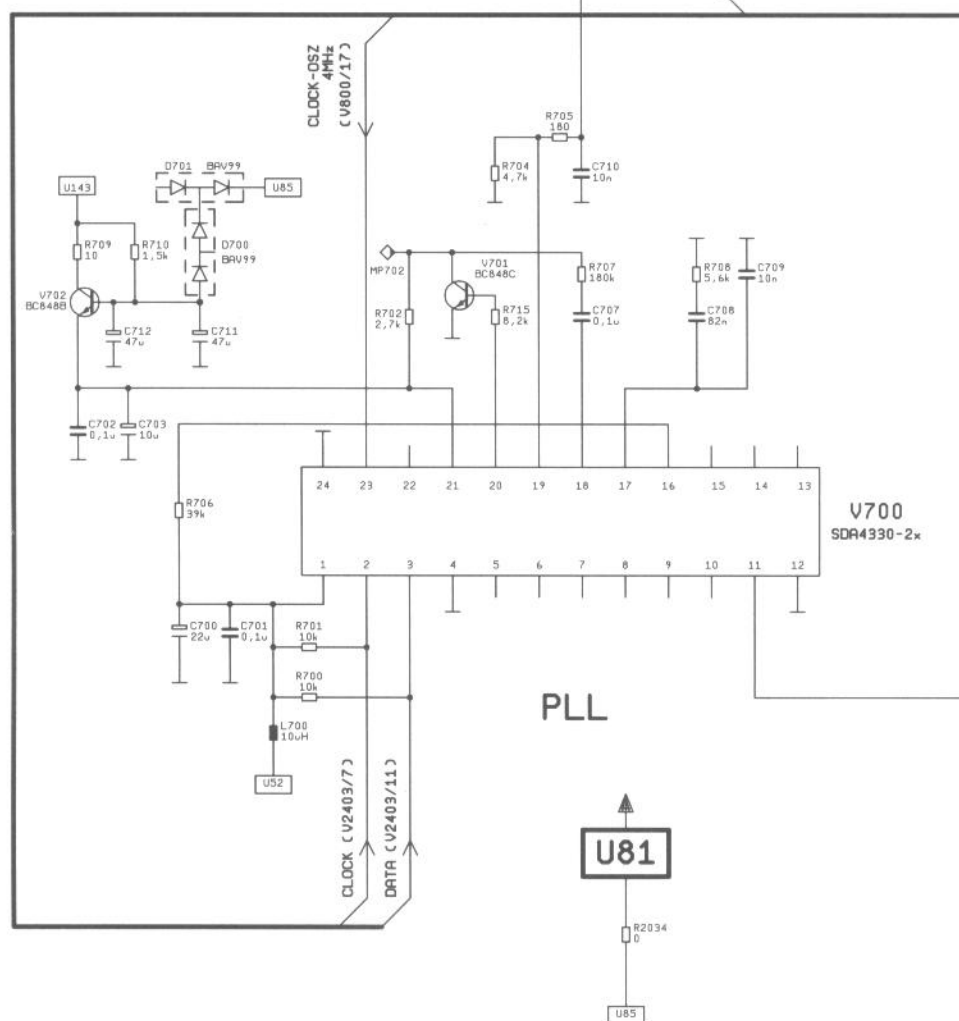 CLOCK-OSZ
4MHz
(V800/17)
R705
180
D701 BAV99
U143
U85
R704
4,7k
C710
10n
R709
10
R710
1,5k
D700
BAV99
MP702
V701
BC848C
R707
180k
R708
5,6k
C709
10n
V702
BC848B
R702
2,7k
R715
8,2k
C707
0,1u
C708
82n
C712
47u
C711
47u
C702
0,1u
C703
10u
24 23 22 21 20 19 18 17 16 15 14 13
R706
39k
V700
SDA4330-2x
1 2 3 4 5 6 7 8 9 10 11 12
C700
22u
C701
0,1u
R701
10k
R700
10k
PLL
L700
10uH
U52
CLOCK (V2403/7)
DATA (V2403/11)
U81
R2034
0
U85